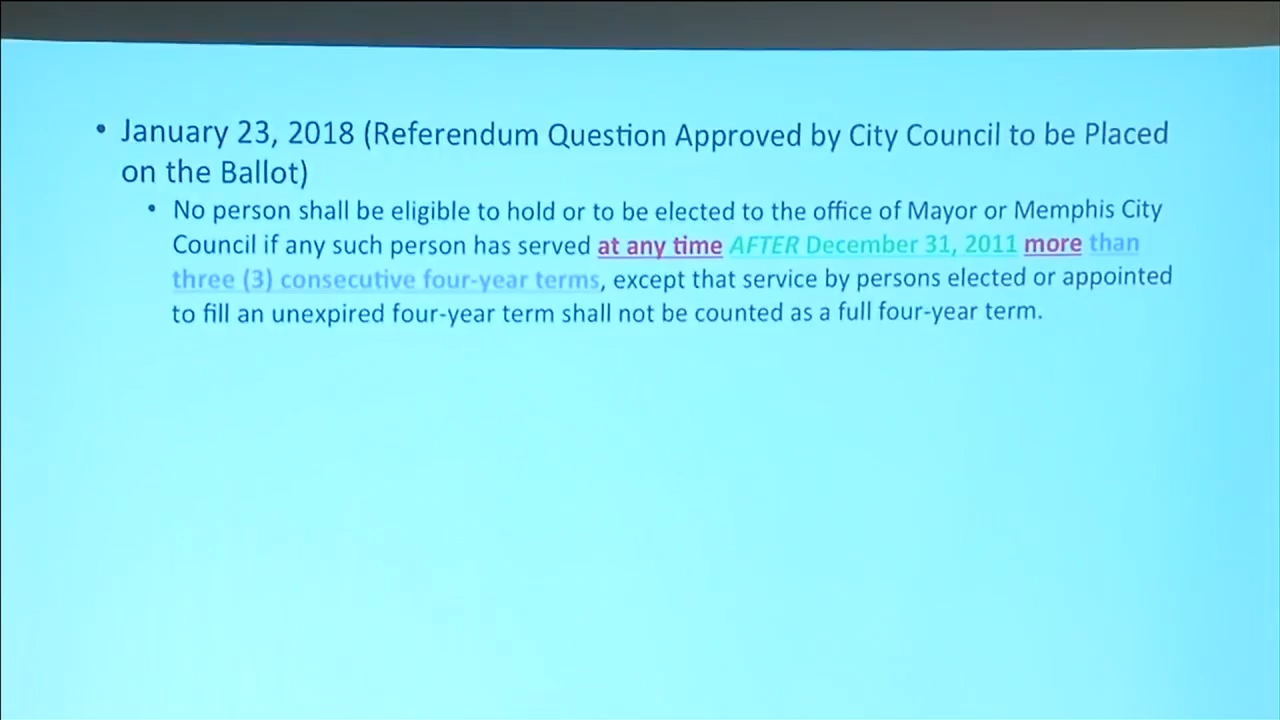 • January 23, 2018 (Referendum Question Approved by City Council to be Placed
on the Ballot)
• No person shall be eligible to hold or to be elected to the office of Mayor or Memphis City
Council if any such person has served at any time AFTER December 31, 2011 more than
three (3) consecutive four-year terms, except that service by persons elected or appointed
to fill an unexpired four-year term shall not be counted as a full four-year term.